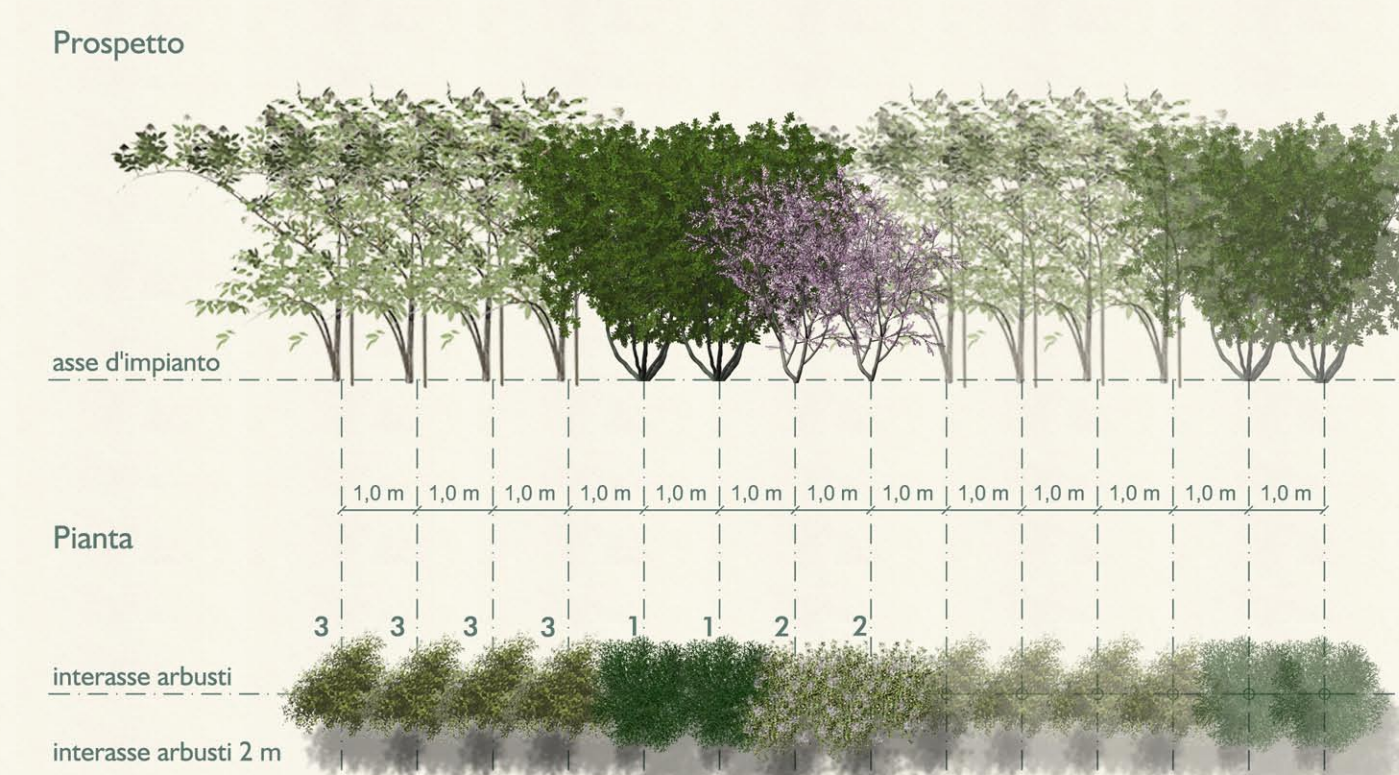 Prospetto
asse d'impianto
1,0 m 1,0 m 1,0 m 1,0 m 1,0 m 1,0 m 1,0 m 1,0 m 1,0 m 1,0 m 1,0 m 1,0 m 1,0 m
Pianta
3 3 3 3 1 1 2 2
interasse arbusti
interasse arbusti 2 m